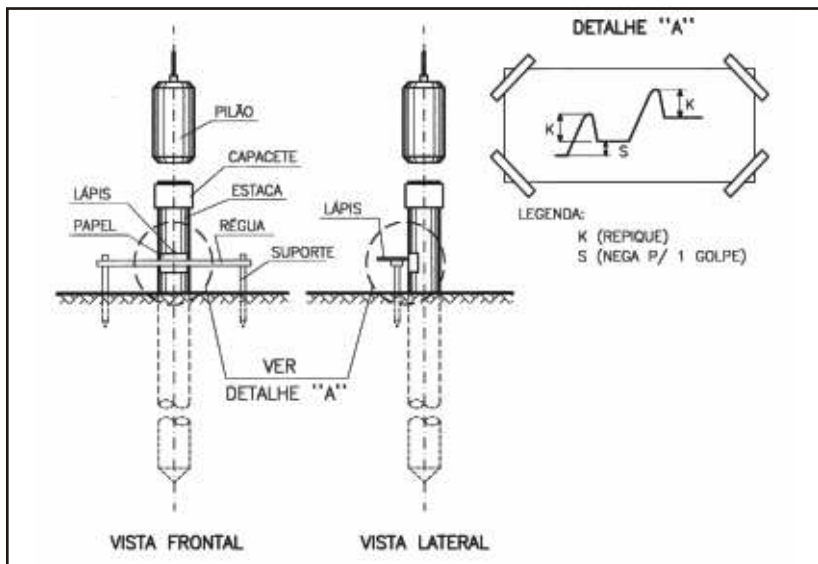 DETALHE "A"
PILÃO
CAPACETE
ESTACA
LÁPIS
PAPEL
RÉGUA
SUPORTE
LÁPIS
K
K
S
LEGENDA:
K (REPIQUE)
S (NEGA P/ 1 GOLPE)
VER
DETALHE "A"
VISTA FRONTAL
VISTA LATERAL